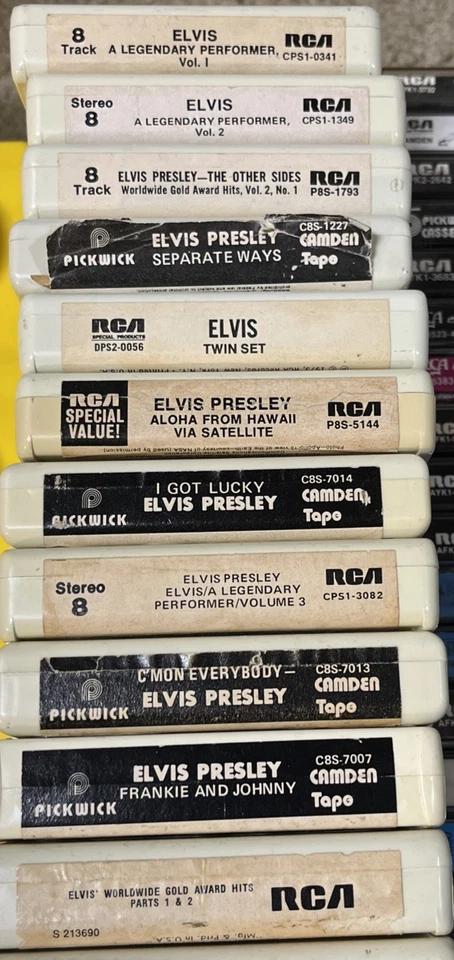 8 Track
ELVIS
A LEGENDARY PERFORMER,
Vol. I
RCA
CPS1-0341
Stereo 8
ELVIS
A LEGENDARY PERFORMER,
Vol. 2
RCA
CPS1-1349
8 Track
ELVIS PRESLEY—THE OTHER SIDES
Worldwide Gold Award Hits, Vol. 2, No. 1
RCA
P8S-1793
PICKWICK
ELVIS PRESLEY
SEPARATE WAYS
C8S-1227
CAMDEN
Tape
RCA
SPECIAL PRODUCTS
DPS2-0056
ELVIS
TWIN SET
RCA
SPECIAL
VALUE!
ELVIS PRESLEY
ALOHA FROM HAWAII
VIA SATELLITE
RCA
P8S-5144
PICKWICK
I GOT LUCKY
ELVIS PRESLEY
C8S-7014
CAMDEN
Tape
Stereo 8
ELVIS PRESLEY
ELVIS/A LEGENDARY
PERFORMER/VOLUME 3
RCA
CPS1-3082
PICKWICK
C'MON EVERYBODY—
ELVIS PRESLEY
C8S-7013
CAMDEN
Tape
PICKWICK
ELVIS PRESLEY
FRANKIE AND JOHNNY
C8S-7007
CAMDEN
Tape
ELVIS' WORLDWIDE GOLD AWARD HITS
PARTS 1 & 2
RCA
S 213690
Mfg. & Ptd. in U.S.A.